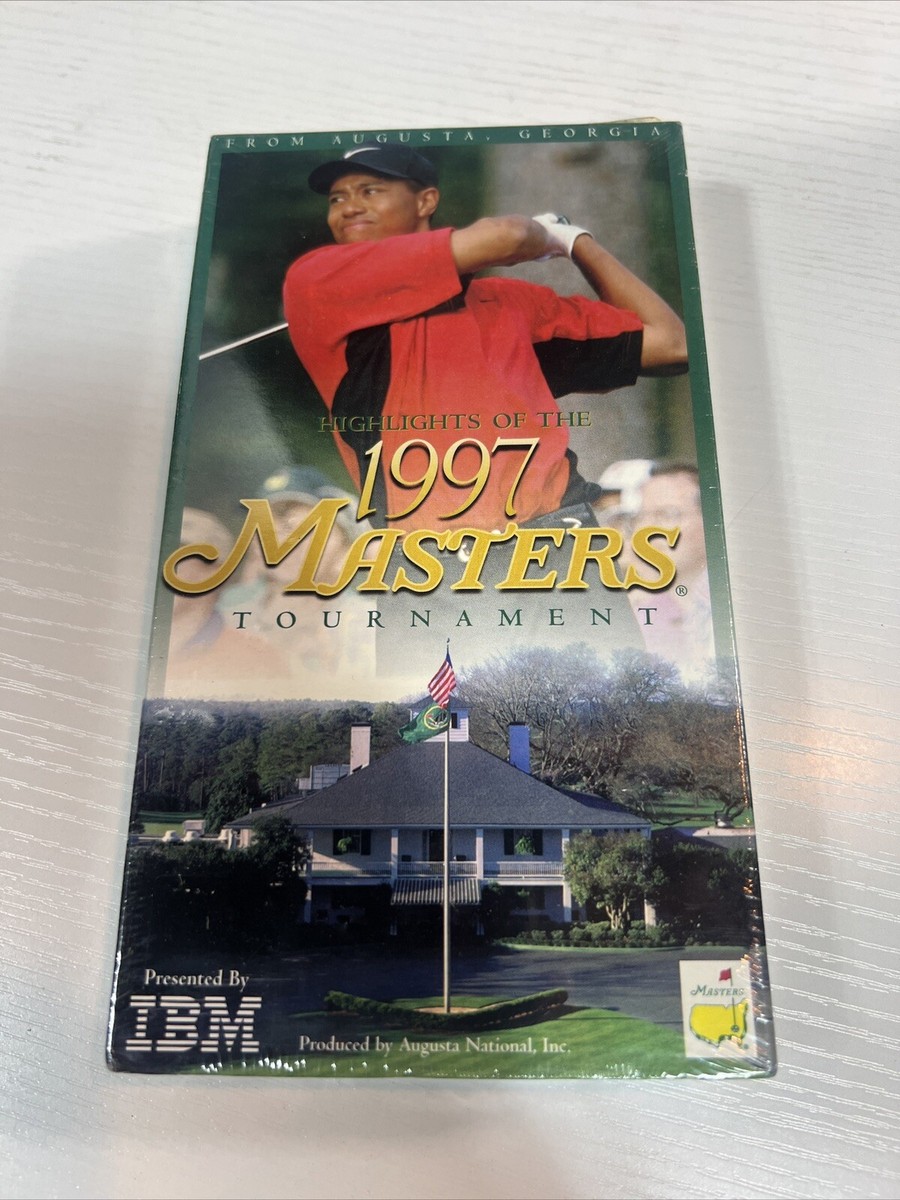 FROM AUGUSTA, GEORGIA
HIGHLIGHTS OF THE
1997
MASTERS®
TOURNAMENT
Presented By
IBM
Produced by Augusta National, Inc.
MASTERS